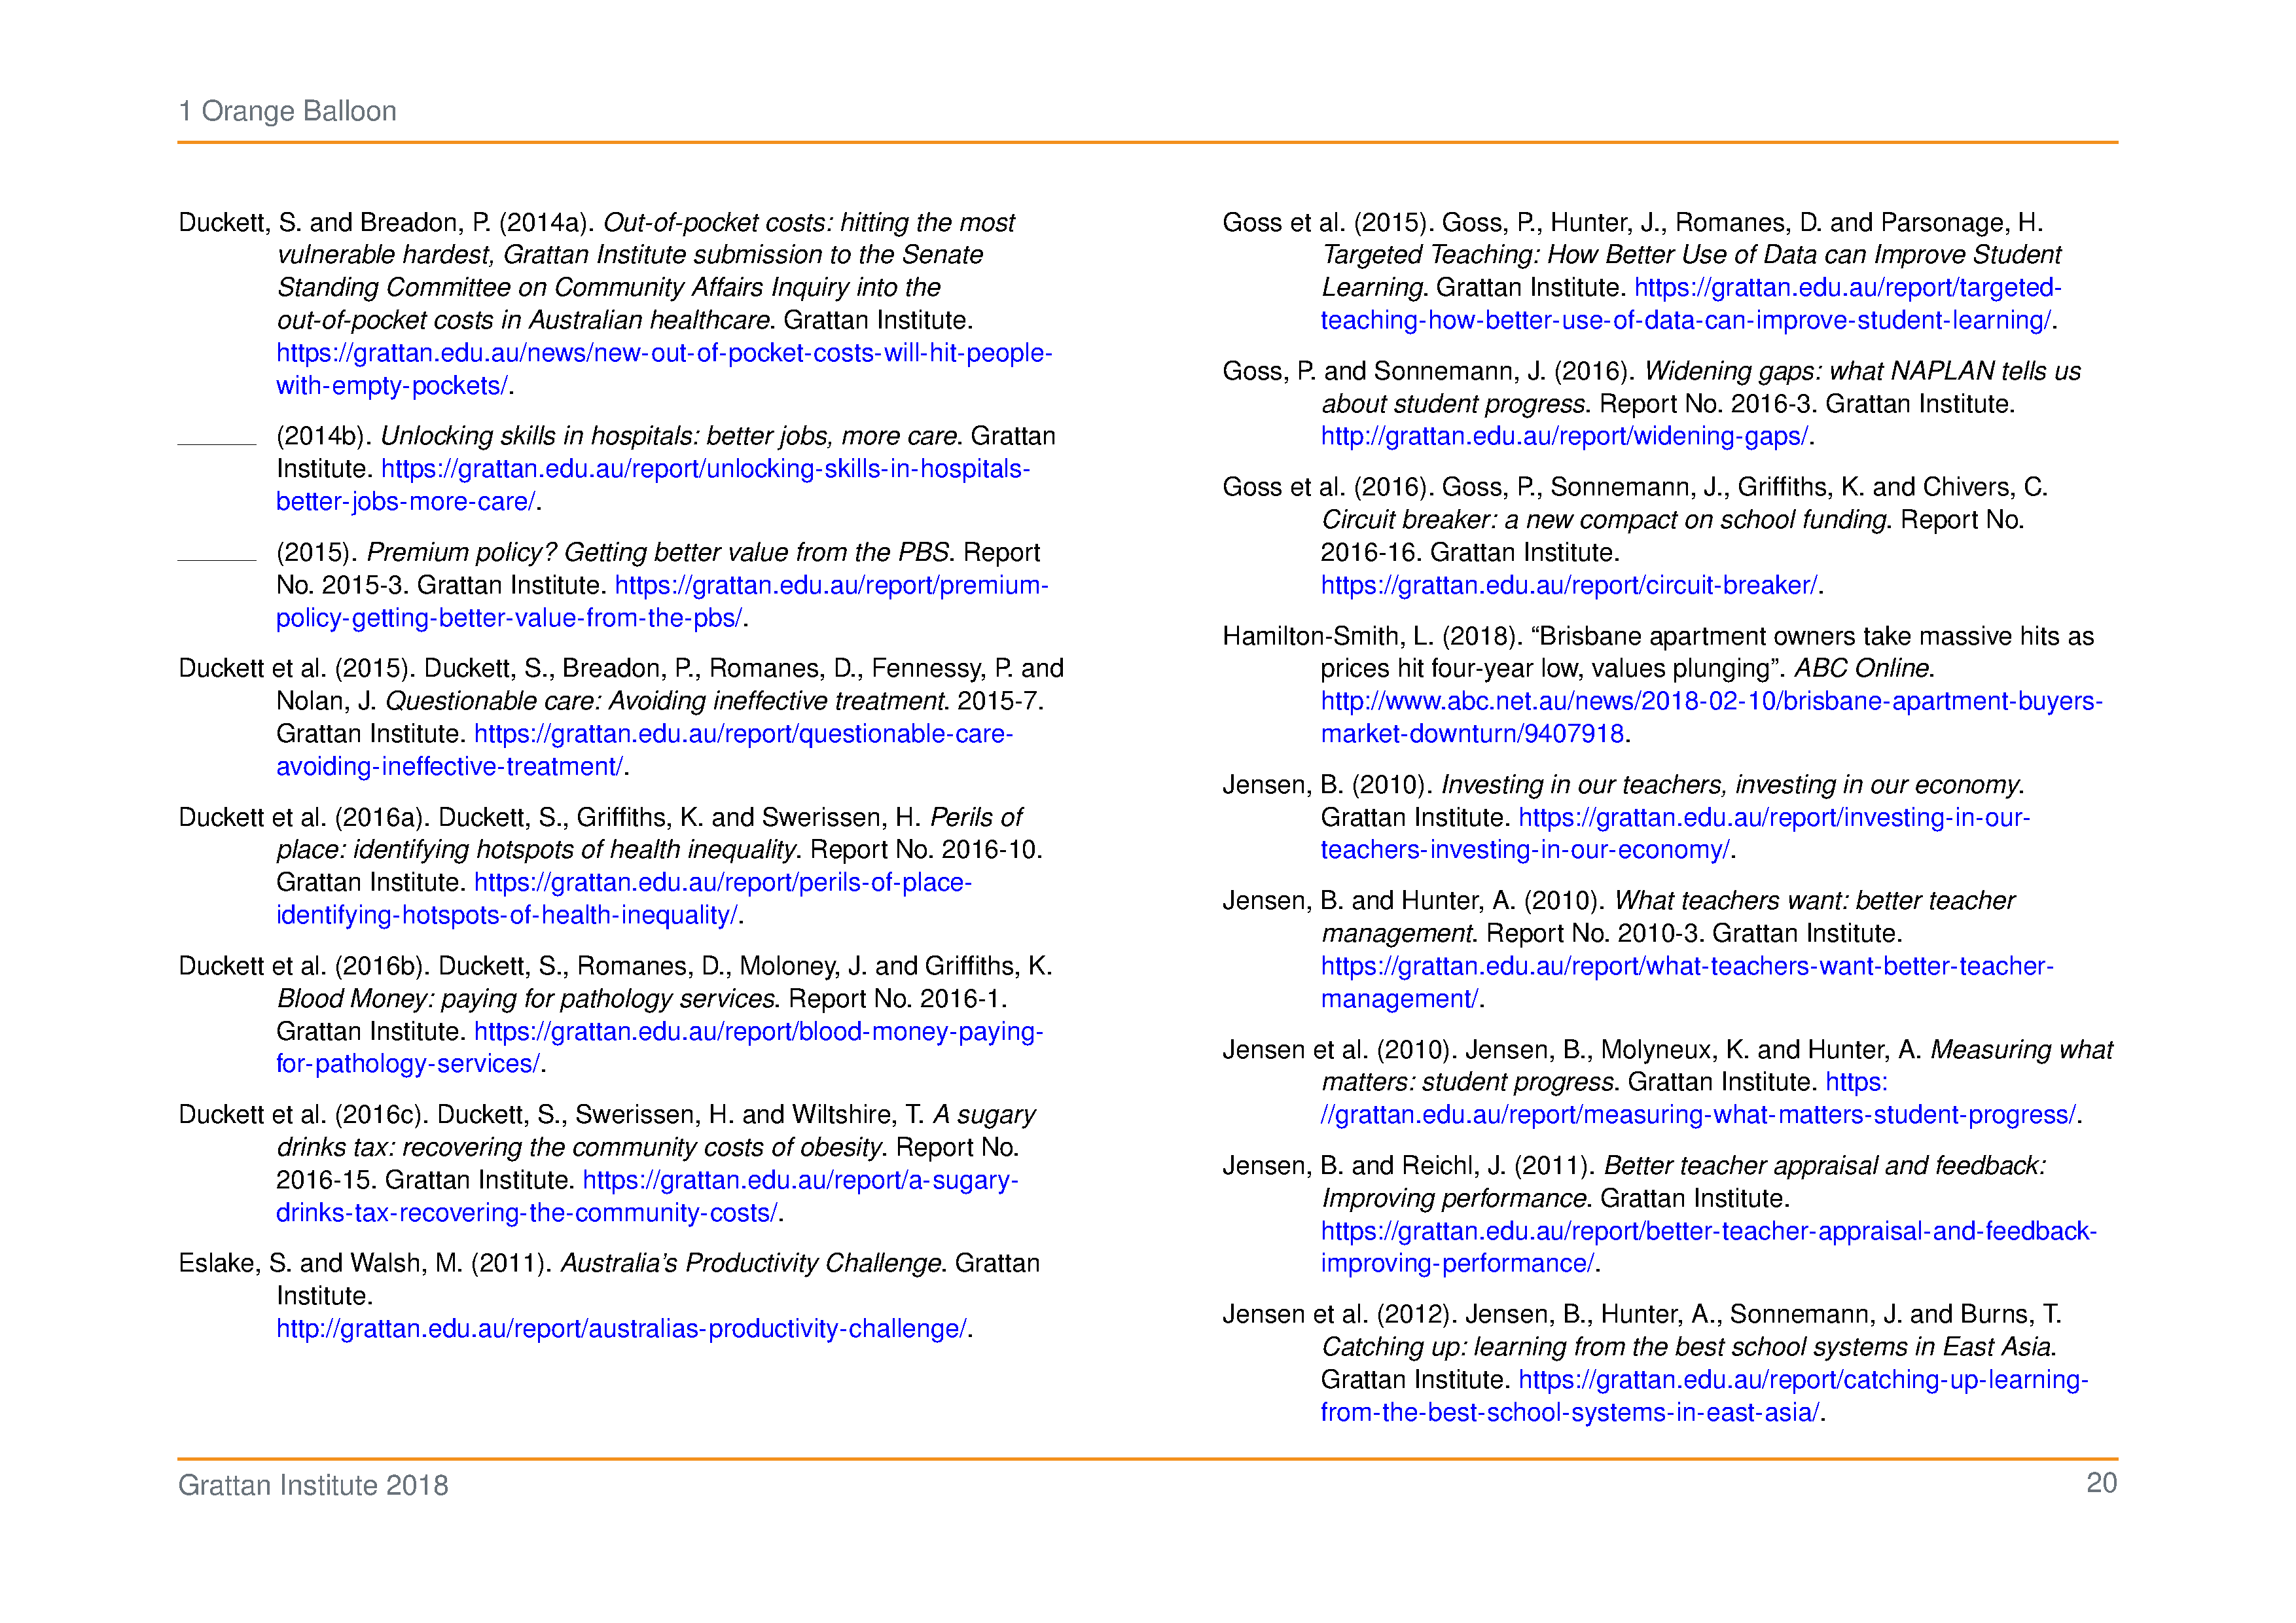 1 Orange Balloon
Duckett, S. and Breadon, P. (2014a). Out-of-pocket costs: hitting the most
vulnerable hardest, Grattan Institute submission to the Senate
Standing Committee on Community Affairs Inquiry into the
out-of-pocket costs in Australian healthcare. Grattan Institute.
https://grattan.edu.au/news/new-out-of-pocket-costs-will-hit-people-
with-empty-pockets/.
(2014b). Unlocking skills in hospitals: better jobs, more care. Grattan
Institute. https://grattan.edu.au/report/unlocking-skills-in-hospitals-
better-jobs-more-care/.
(2015). Premium policy? Getting better value from the PBS. Report
No. 2015-3. Grattan Institute. https://grattan.edu.au/report/premium-
policy-getting-better-value-from-the-pbs/.
Duckett et al. (2015). Duckett, S., Breadon, P., Romanes, D., Fennessy, P. and
Nolan, J. Questionable care: Avoiding ineffective treatment. 2015-7.
Grattan Institute. https://grattan.edu.au/report/questionable-care-
avoiding-ineffective-treatment/.
Duckett et al. (2016a). Duckett, S., Griffiths, K. and Swerissen, H. Perils of
place: identifying hotspots of health inequality. Report No. 2016-10.
Grattan Institute. https://grattan.edu.au/report/perils-of-place-
identifying-hotspots-of-health-inequality/.
Duckett et al. (2016b). Duckett, S., Romanes, D., Moloney, J. and Griffiths, K.
Blood Money: paying for pathology services. Report No. 2016-1.
Grattan Institute. https://grattan.edu.au/report/blood-money-paying-
for-pathology-services/.
Duckett et al. (2016c). Duckett, S., Swerissen, H. and Wiltshire, T. A sugary
drinks tax: recovering the community costs of obesity. Report No.
2016-15. Grattan Institute. https://grattan.edu.au/report/a-sugary-
drinks-tax-recovering-the-community-costs/.
Eslake, S. and Walsh, M. (2011). Australia's Productivity Challenge. Grattan
Institute.
http://grattan.edu.au/report/australias-productivity-challenge/.
Goss et al. (2015). Goss, P., Hunter, J., Romanes, D. and Parsonage, H.
Targeted Teaching: How Better Use of Data can Improve Student
Learning. Grattan Institute. https://grattan.edu.au/report/targeted-
teaching-how-better-use-of-data-can-improve-student-learning/.
Goss, P. and Sonnemann, J. (2016). Widening gaps: what NAPLAN tells us
about student progress. Report No. 2016-3. Grattan Institute.
http://grattan.edu.au/report/widening-gaps/.
Goss et al. (2016). Goss, P., Sonnemann, J., Griffiths, K. and Chivers, C.
Circuit breaker: a new compact on school funding. Report No.
2016-16. Grattan Institute.
https://grattan.edu.au/report/circuit-breaker/.
Hamilton-Smith, L. (2018). “Brisbane apartment owners take massive hits as
prices hit four-year low, values plunging”. ABC Online.
http://www.abc.net.au/news/2018-02-10/brisbane-apartment-buyers-
market-downturn/9407918.
Jensen, B. (2010). Investing in our teachers, investing in our economy.
Grattan Institute. https://grattan.edu.au/report/investing-in-our-
teachers-investing-in-our-economy/.
Jensen, B. and Hunter, A. (2010). What teachers want: better teacher
management. Report No. 2010-3. Grattan Institute.
https://grattan.edu.au/report/what-teachers-want-better-teacher-
management/.
Jensen et al. (2010). Jensen, B., Molyneux, K. and Hunter, A. Measuring what
matters: student progress. Grattan Institute. https:
//grattan.edu.au/report/measuring-what-matters-student-progress/.
Jensen, B. and Reichl, J. (2011). Better teacher appraisal and feedback:
Improving performance. Grattan Institute.
https://grattan.edu.au/report/better-teacher-appraisal-and-feedback-
improving-performance/.
Jensen et al. (2012). Jensen, B., Hunter, A., Sonnemann, J. and Burns, T.
Catching up: learning from the best school systems in East Asia.
Grattan Institute. https://grattan.edu.au/report/catching-up-learning-
from-the-best-school-systems-in-east-asia/.
Grattan Institute 2018
20